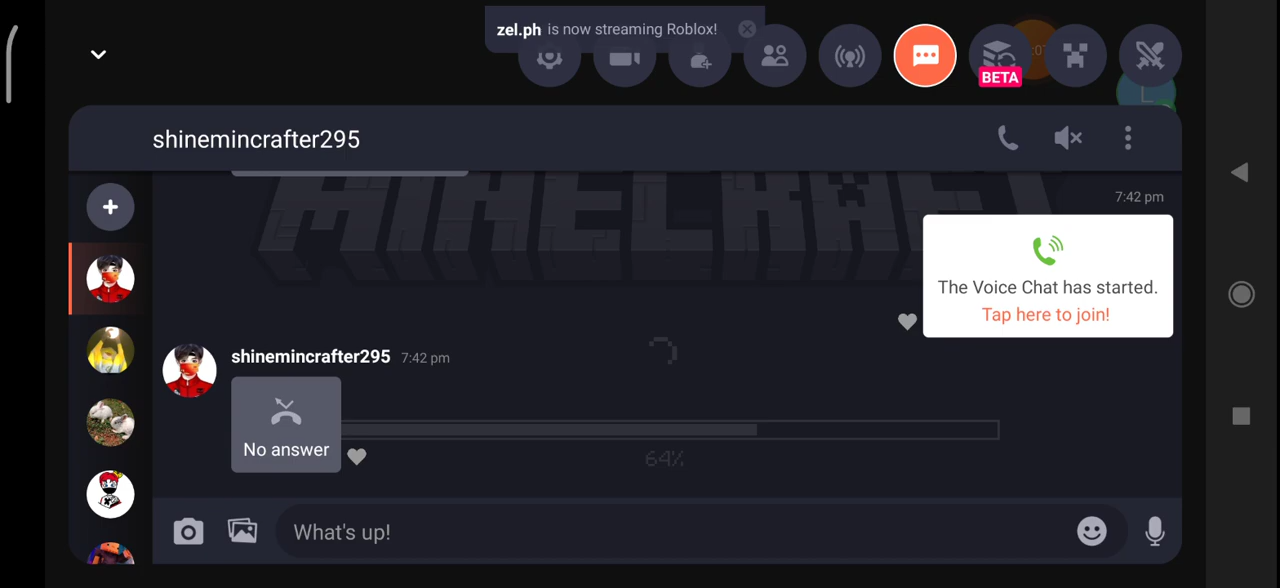 zel.ph is now streaming Roblox!
BETA
shinemincrafter295
MINECRAFT
7:42 pm
The Voice Chat has started.
Tap here to join!
shinemincrafter295 7:42 pm
No answer
64%
What's up!